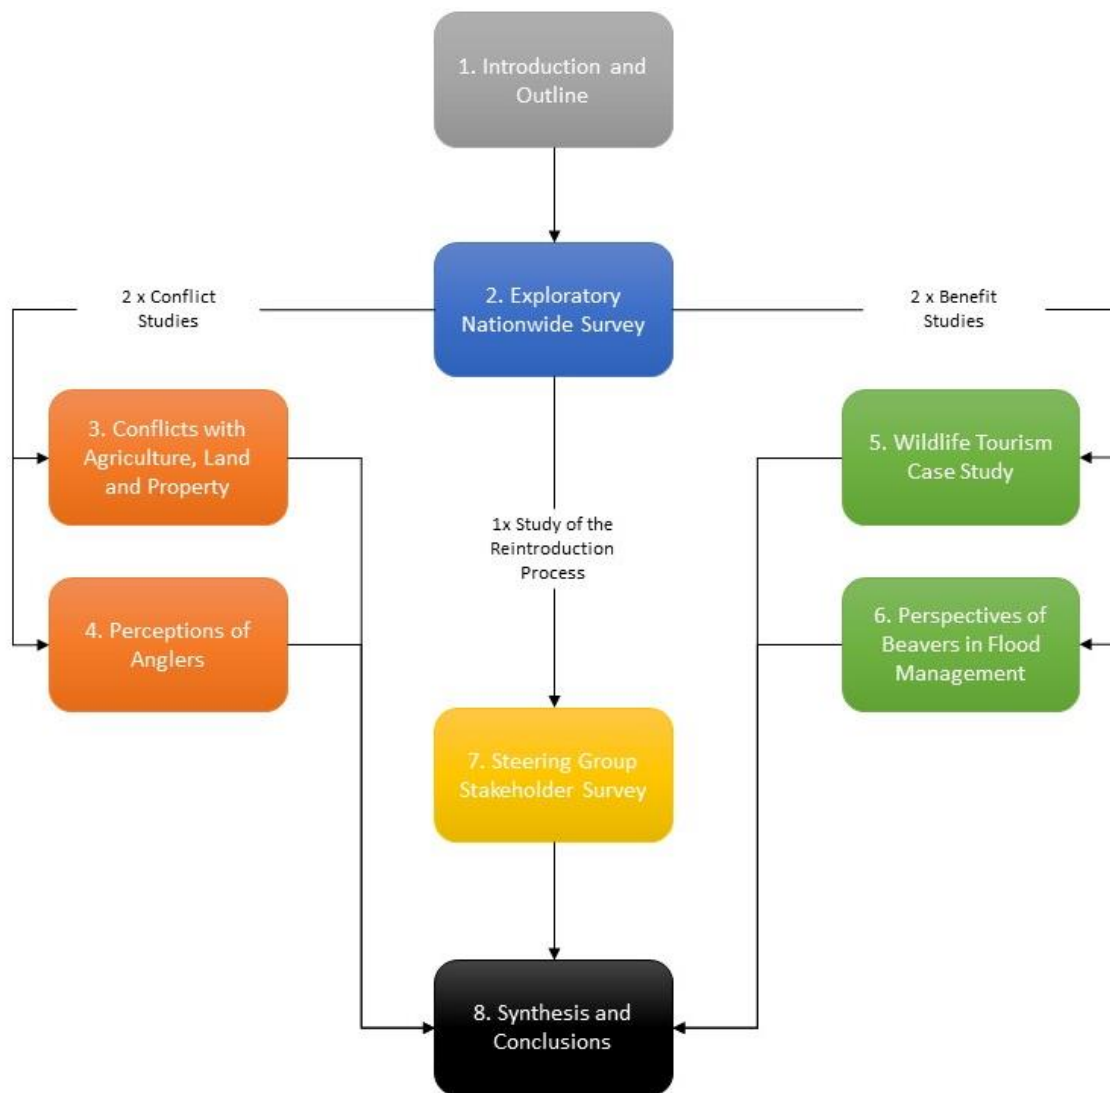 1. Introduction and
Outline
2. Exploratory
Nationwide Survey
2 x Conflict
Studies
2 x Benefit
Studies
3. Conflicts with
Agriculture, Land
and Property
5. Wildlife Tourism
Case Study
1x Study of the
Reintroduction
Process
4. Perceptions of
Anglers
6. Perspectives of
Beavers in Flood
Management
7. Steering Group
Stakeholder Survey
8. Synthesis and
Conclusions